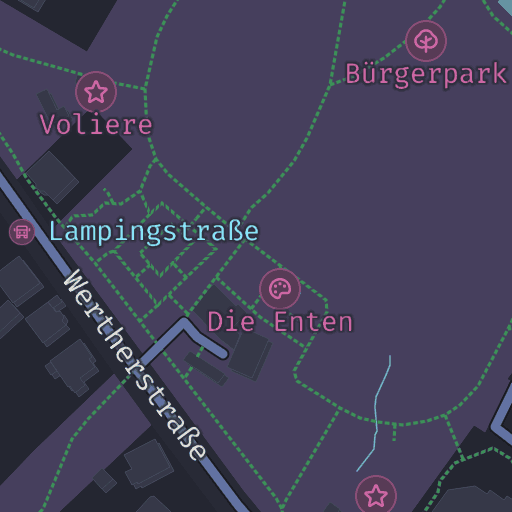 Bürgerpark
Voliere
Lampingstraße
Die Enten
Wertherstraße